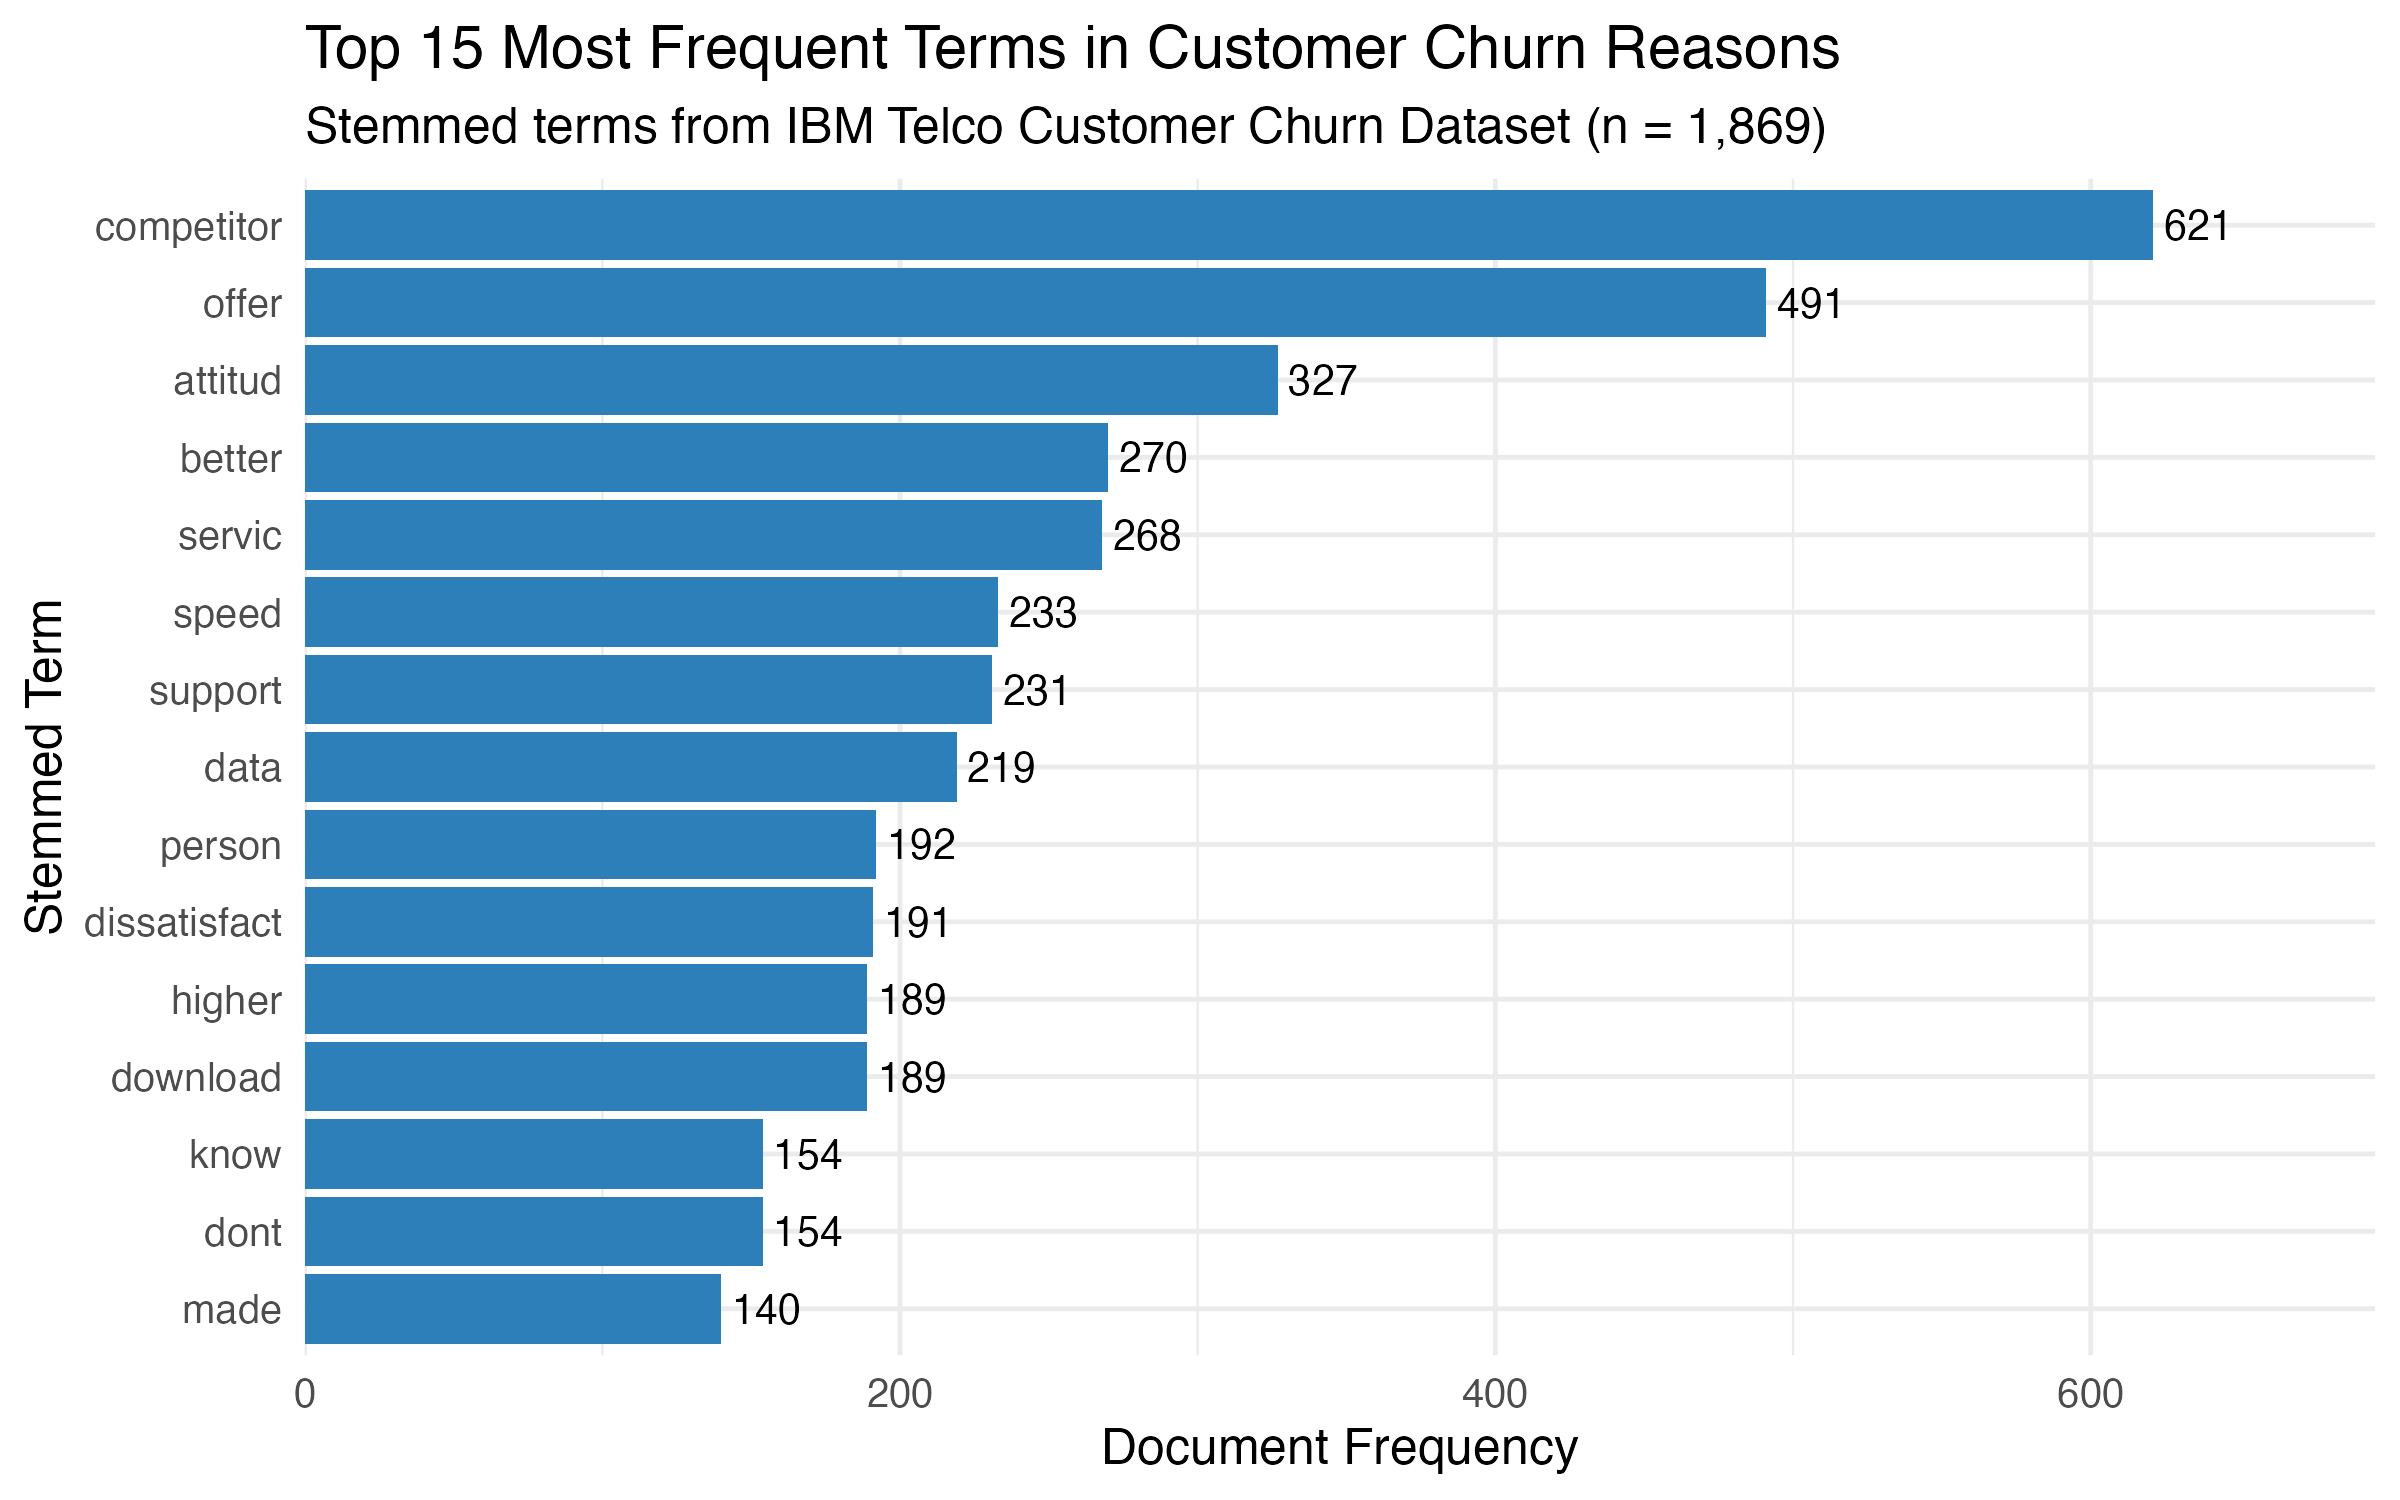 Top 15 Most Frequent Terms in Customer Churn Reasons
Stemmed terms from IBM Telco Customer Churn Dataset (n = 1,869)
Stemmed Term
competitor 621
offer 491
attitud 327
better 270
servic 268
speed 233
support 231
data 219
person 192
dissatisfact 191
higher 189
download 189
know 154
dont 154
made 140
0 200 400 600
Document Frequency